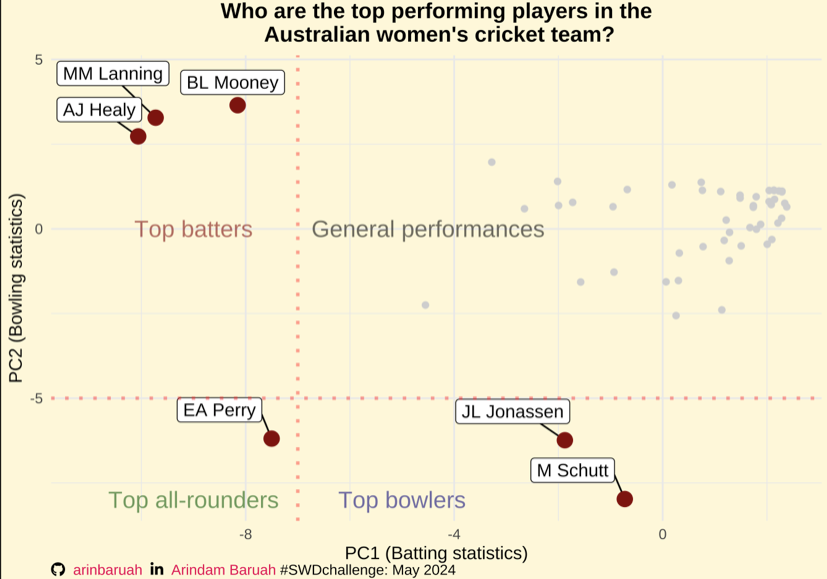 Who are the top performing players in the
Australian women's cricket team?
5
MM Lanning
BL Mooney
AJ Healy
Top batters
General performances
0
PC2 (Bowling statistics)
-5
EA Perry
JL Jonassen
M Schutt
Top all-rounders
Top bowlers
-8
-4
0
PC1 (Batting statistics)
arinbaruah in Arindam Baruah #SWDchallenge: May 2024